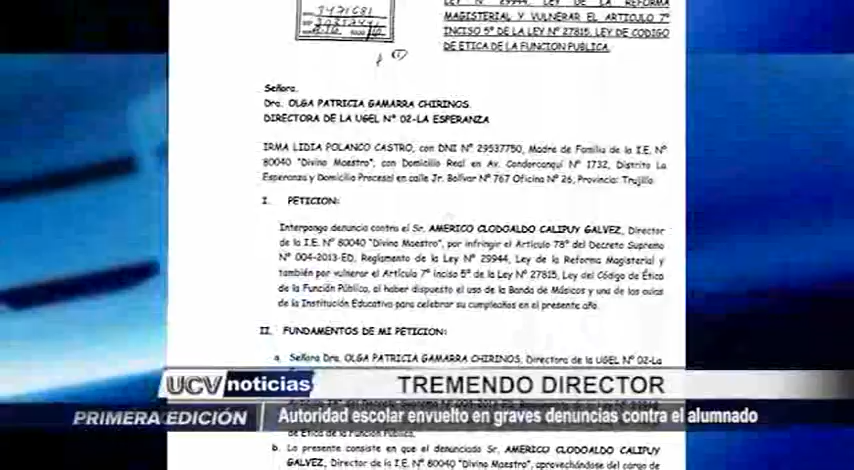 LEY N° 29944, LEY DE LA REFORMA
MAGISTERIAL Y VULNERAR EL ARTICULO 7°
INCISO 5° DE LA LEY N° 27815, LEY DE CODIGO
DE ETICA DE LA FUNCION PUBLICA.
Señora.
Dra. OLGA PATRICIA GAMARRA CHIRINOS.
DIRECTORA DE LA UGEL N° 02-LA ESPERANZA
IRMA LIDIA POLANCO CASTRO, con DNI N° 29537750, Madre de Familia de la I.E. N°
80040 "Divino Maestro", con Domicilio Real en Av. Condorcanqui N° 1732, Distrito La
Esperanza y Domicilio Procesal en calle Jr. Bolívar N° 767 Oficina N° 26, Provincia: Trujillo.
I. PETICION:
Interpongo denuncia contra el Sr. AMERICO CLODOALDO CALIPUY GALVEZ, Director
de la I.E. N° 80040 "Divino Maestro", por infringir el Artículo 78° del Decreto Supremo
N° 004-2013-ED, Reglamento de la Ley N° 29944, Ley de la Reforma Magisterial y
también por vulnerar el Artículo 7° inciso 5° de la Ley N° 27815, Ley del Código de Ética
de la Función Pública, al haber dispuesto el uso de la Banda de Músicos y una de las aulas
de la Institución Educativa para celebrar su cumpleaños en el presente año.
II. FUNDAMENTOS DE MI PETICION:
a. Señora Dra. OLGA PATRICIA GAMARRA CHIRINOS, Directora de la UGEL N° 02-La
UCV noticias TREMENDO DIRECTOR
PRIMERA EDICIÓN Autoridad escolar envuelto en graves denuncias contra el alumnado
de Ética de la Función Pública.
b. La presente consiste en que el denunciado Sr. AMERICO CLODOALDO CALIPUY
GALVEZ, Director de la I.E. N° 80040 "Divino Maestro", aprovechándose del cargo de